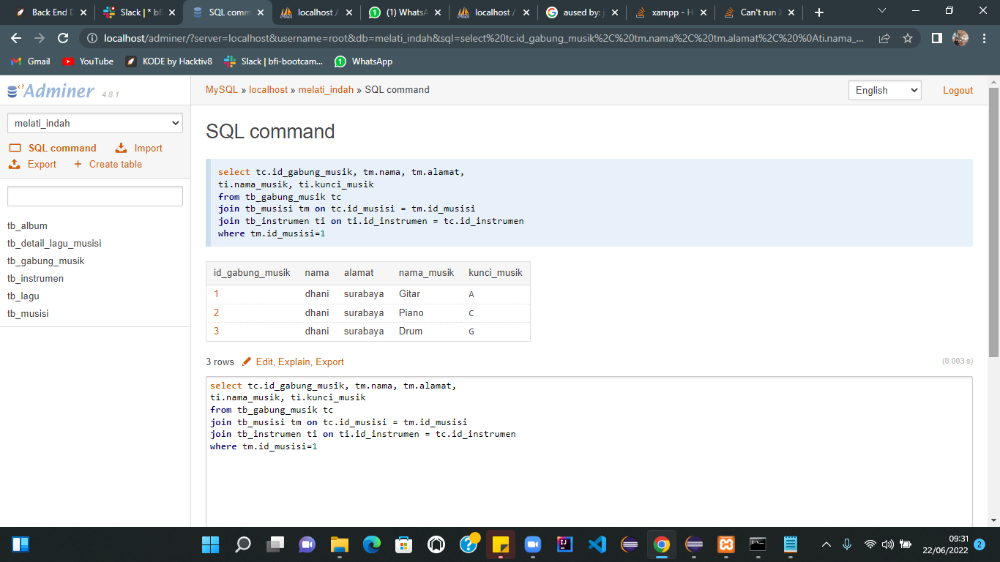 Back End D
Slack | * bf
SQL comm
localhost /
(1) WhatsA
localhost /
aused by: j
xampp - H
Can't run X
localhost/adminer/?server=localhost&username=root&db=melati_indah&sql=select%20tc.id_gabung_musik%2C%20tm.nama%2C%20tm.alamat%2C%20%0Ati.nama_...
Gmail
YouTube
KODE by Hacktiv8
Slack | bfi-bootcam...
WhatsApp
Adminer 4.8.1
MySQL » localhost » melati_indah » SQL command
English
Logout
melati_indah
SQL command
Import
Export
Create table
tb_album
tb_detail_lagu_musisi
tb_gabung_musik
tb_instrumen
tb_lagu
tb_musisi
SQL command
select tc.id_gabung_musik, tm.nama, tm.alamat,
ti.nama_musik, ti.kunci_musik
from tb_gabung_musik tc
join tb_musisi tm on tc.id_musisi = tm.id_musisi
join tb_instrumen ti on ti.id_instrumen = tc.id_instrumen
where tm.id_musisi=1
id_gabung_musik nama alamat nama_musik kunci_musik
1 dhani surabaya Gitar A
2 dhani surabaya Piano C
3 dhani surabaya Drum G
3 rows Edit, Explain, Export (0.003 s)
select tc.id_gabung_musik, tm.nama, tm.alamat,
ti.nama_musik, ti.kunci_musik
from tb_gabung_musik tc
join tb_musisi tm on tc.id_musisi = tm.id_musisi
join tb_instrumen ti on ti.id_instrumen = tc.id_instrumen
where tm.id_musisi=1
09:31
22/06/2022
2